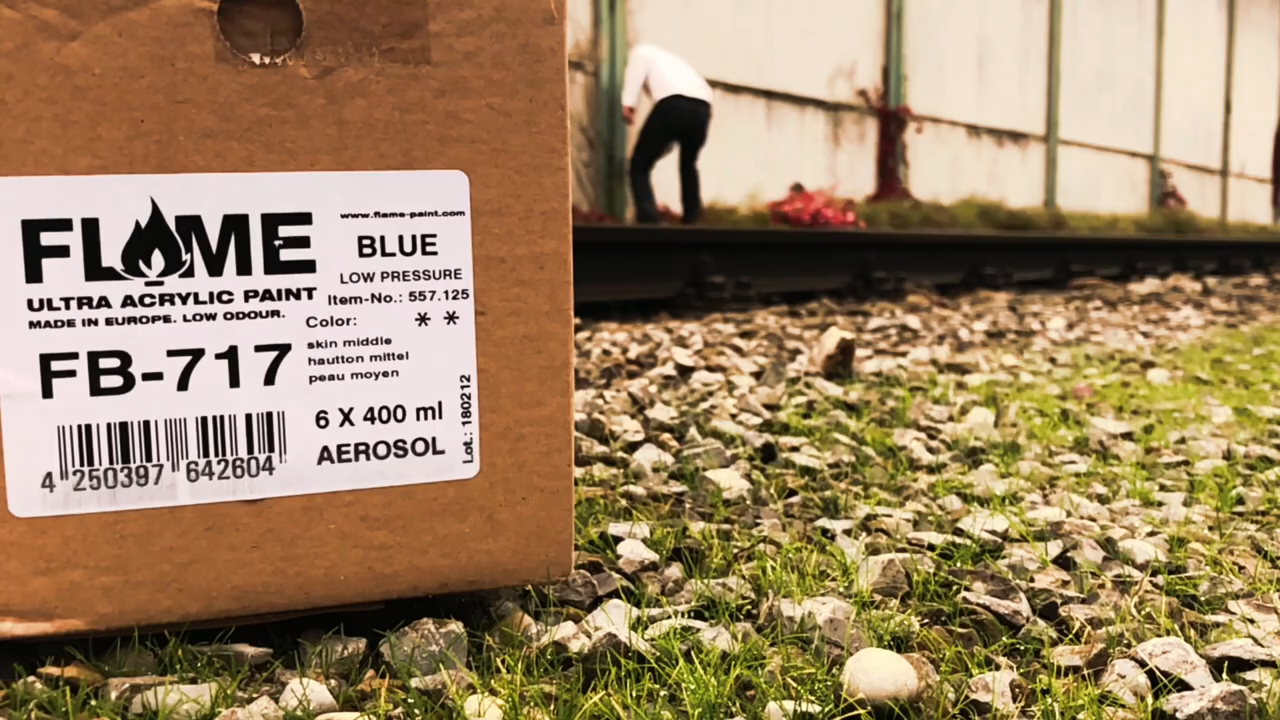 FLAME
ULTRA ACRYLIC PAINT
MADE IN EUROPE. LOW ODOUR.
FB-717
4 250397 642604
www.flame-paint.com
BLUE
LOW PRESSURE
Item-No.: 557.125
Color: * *
skin middle
hautton mittel
peau moyen
6 X 400 ml
AEROSOL
Lot.: 180212